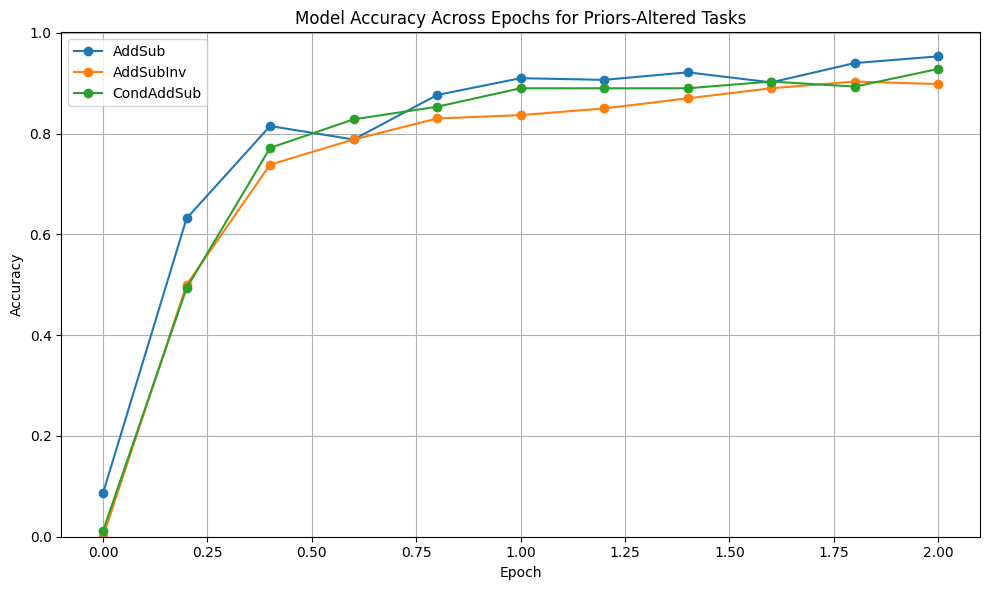 Model Accuracy Across Epochs for Priors-Altered Tasks
AddSub
AddSubInv
CondAddSub
Accuracy
1.0
0.8
0.6
0.4
0.2
0.0
0.00 0.25 0.50 0.75 1.00 1.25 1.50 1.75 2.00
Epoch